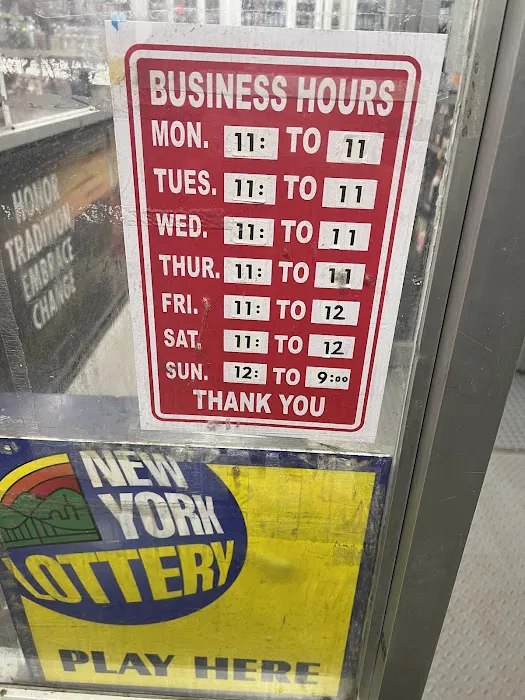 BUSINESS HOURS
MON. 11: TO 11
TUES. 11: TO 11
WED. 11: TO 11
THUR. 11: TO 11
FRI. 11: TO 12
SAT. 11: TO 12
SUN. 12: TO 9:00
THANK YOU
HONOR
TRADITION
EMBRACE
CHANGE
NEW
YORK
LOTTERY
PLAY HERE